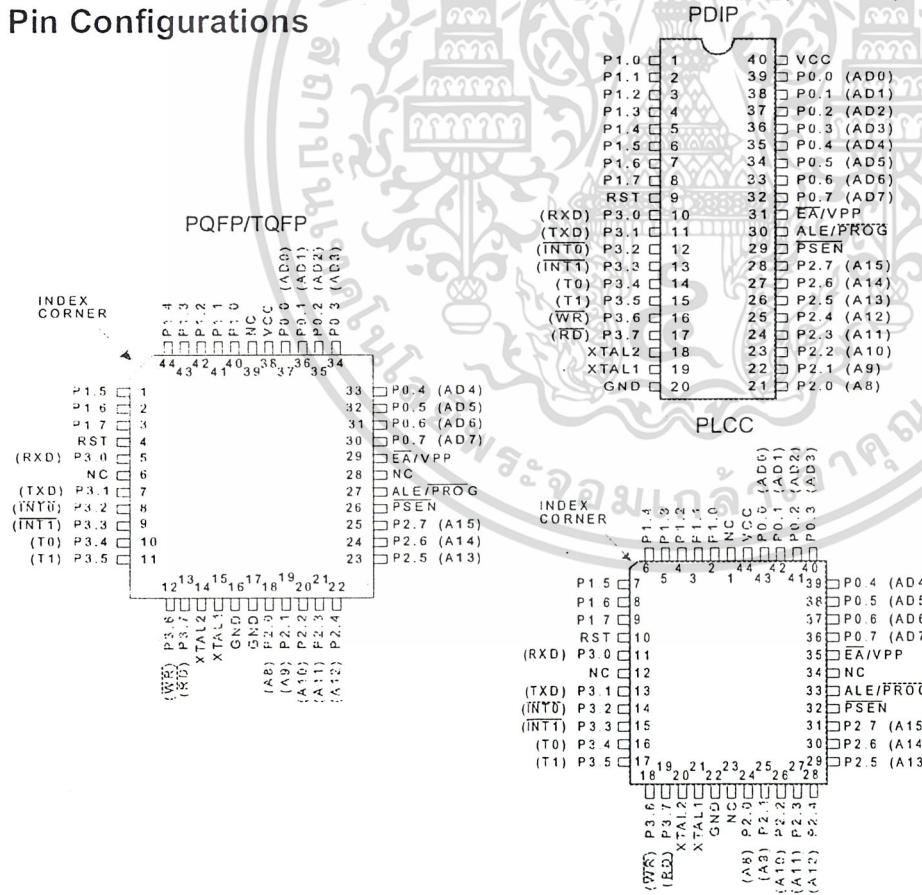 Pin Configurations
PDIP
P1.0 1 40 VCC
P1.1 2 39 P0.0 (AD0)
P1.2 3 38 P0.1 (AD1)
P1.3 4 37 P0.2 (AD2)
P1.4 5 36 P0.3 (AD3)
P1.5 6 35 P0.4 (AD4)
P1.6 7 34 P0.5 (AD5)
P1.7 8 33 P0.6 (AD6)
RST 9 32 P0.7 (AD7)
(RXD) P3.0 10 31 EA/VPP
(TXD) P3.1 11 30 ALE/PROG
(INT0) P3.2 12 29 PSEN
(INT1) P3.3 13 28 P2.7 (A15)
(T0) P3.4 14 27 P2.6 (A14)
(T1) P3.5 15 26 P2.5 (A13)
(WR) P3.6 16 25 P2.4 (A12)
(RD) P3.7 17 24 P2.3 (A11)
XTAL2 18 23 P2.2 (A10)
XTAL1 19 22 P2.1 (A9)
GND 20 21 P2.0 (A8)
PQFP/TQFP
INDEX
CORNER
P1.4 P1.3 P1.2 P1.1 P1.0 NC VCC P0.0 (AD0) P0.1 (AD1) P0.2 (AD2) P0.3 (AD3)
44 43 42 41 40 39 38 37 36 35 34
P1.5 1 33 P0.4 (AD4)
P1 6 2 32 P0.5 (AD5)
P1 7 3 31 P0.6 (AD6)
RST 4 30 P0.7 (AD7)
(RXD) P3.0 5 29 EA/VPP
NC 6 28 NC
(TXD) P3.1 7 27 ALE/PROG
(INT0) P3.2 8 26 PSEN
(INT1) P3.3 9 25 P2.7 (A15)
(T0) P3.4 10 24 P2.6 (A14)
(T1) P3.5 11 23 P2.5 (A13)
12 13 14 15 16 17 18 19 20 21 22
(WR) P3.6 (RD) P3.7 XTAL2 XTAL1 GND GND (A8) P2.0 (A9) P2.1 (A10) P2.2 (A11) P2.3 (A12) P2.4
PLCC
INDEX
CORNER
P1.4 P1.3 P1.2 P1.1 P1.0 NC VCC P0.0 (AD0) P0.1 (AD1) P0.2 (AD2) P0.3 (AD3)
6 5 4 3 2 1 44 43 42 41 40
P1 5 7 39 P0.4 (AD4
P1 6 8 38 P0.5 (AD5
P1 7 9 37 P0.6 (AD6
RST 10 36 P0.7 (AD7
(RXD) P3.0 11 35 EA/VPP
NC 12 34 NC
(TXD) P3.1 13 33 ALE/PROG
(INT0) P3.2 14 32 PSEN
(INT1) P3.3 15 31 P2 7 (A15
(T0) P3.4 16 30 P2.6 (A14
(T1) P3.5 17 29 P2.5 (A13
18 19 20 21 22 23 24 25 26 27 28
(WR) P3.6 (RD) P3.7 XTAL2 XTAL1 GND NC (A8) P2.0 (A9) P2.1 (A10) P2.2 (A11) P2.3 (A12) P2.4